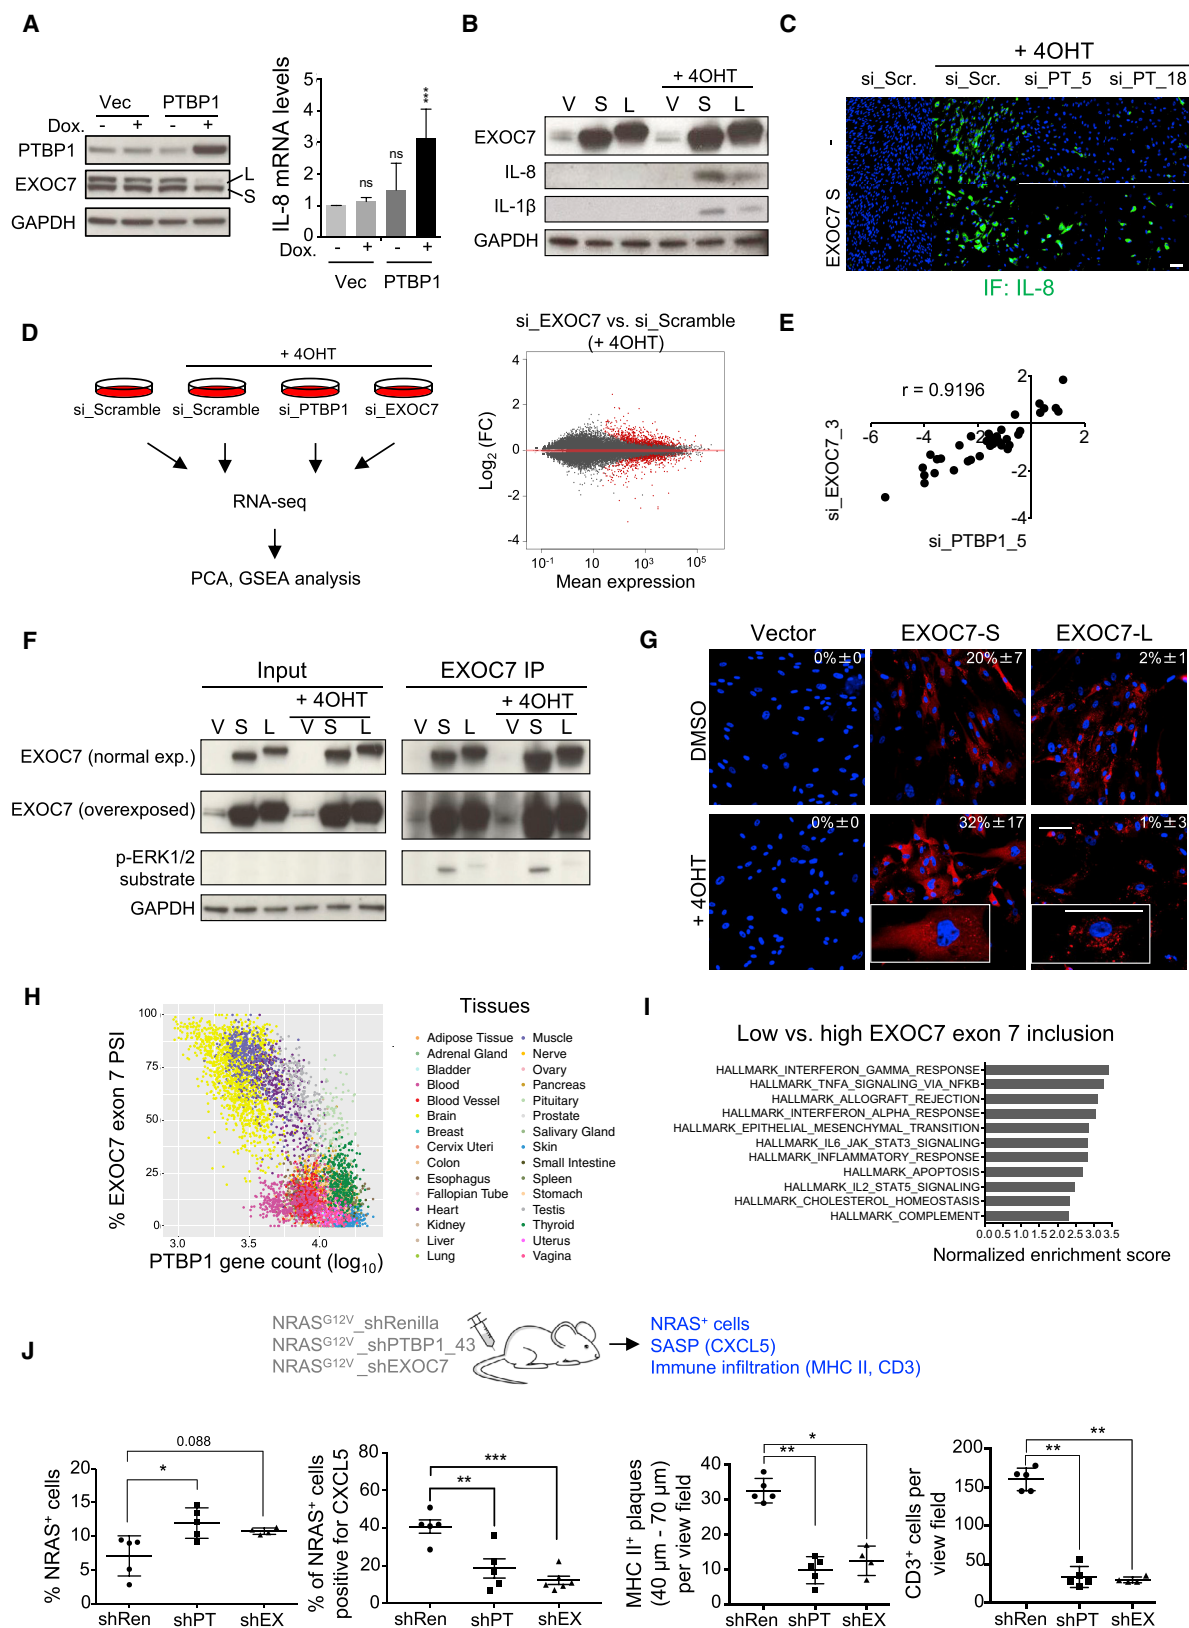 A
Vec PTBP1
Dox. - + - +
PTBP1
EXOC7
L
S
GAPDH
IL-8 mRNA levels
5
4
3
2
1
0
ns
ns
***
Dox. - + - +
Vec PTBP1
B
+ 4OHT
V S L V S L
EXOC7
IL-8
IL-1β
GAPDH
C
+ 4OHT
si_Scr. si_Scr. si_PT_5 si_PT_18
-
EXOC7 S
IF: IL-8
D
+ 4OHT
si_Scramble si_Scramble si_PTBP1 si_EXOC7
RNA-seq
PCA, GSEA analysis
si_EXOC7 vs. si_Scramble
(+ 4OHT)
Log2 (FC)
4
2
0
-2
-4
10-1 10 103 105
Mean expression
E
r = 0.9196
si_EXOC7_3
2
-6 -4 -2 2
-2
-4
si_PTBP1_5
F
Input EXOC7 IP
+ 4OHT + 4OHT
V S L V S L V S L V S L
EXOC7 (normal exp.)
EXOC7 (overexposed)
p-ERK1/2
substrate
GAPDH
G
Vector EXOC7-S EXOC7-L
DMSO
0%±0 20%±7 2%±1
+ 4OHT
0%±0 32%±17 1%±3
H
% EXOC7 exon 7 PSI
100
75
50
25
0
3.0 3.5 4.0
PTBP1 gene count (log10)
Tissues
Adipose Tissue Muscle
Adrenal Gland Nerve
Bladder Ovary
Blood Pancreas
Blood Vessel Pituitary
Brain Prostate
Breast Salivary Gland
Cervix Uteri Skin
Colon Small Intestine
Esophagus Spleen
Fallopian Tube Stomach
Heart Testis
Kidney Thyroid
Liver Uterus
Lung Vagina
I
Low vs. high EXOC7 exon 7 inclusion
HALLMARK_INTERFERON_GAMMA_RESPONSE
HALLMARK_TNFA_SIGNALING_VIA_NFKB
HALLMARK_ALLOGRAFT_REJECTION
HALLMARK_INTERFERON_ALPHA_RESPONSE
HALLMARK_EPITHELIAL_MESENCHYMAL_TRANSITION
HALLMARK_IL6_JAK_STAT3_SIGNALING
HALLMARK_INFLAMMATORY_RESPONSE
HALLMARK_APOPTOSIS
HALLMARK_IL2_STAT5_SIGNALING
HALLMARK_CHOLESTEROL_HOMEOSTASIS
HALLMARK_COMPLEMENT
0.0 0.5 1.0 1.5 2.0 2.5 3.0 3.5
Normalized enrichment score
J
NRASG12V_shRenilla
NRASG12V_shPTBP1_43
NRASG12V_shEXOC7
NRAS+ cells
SASP (CXCL5)
Immune infiltration (MHC II, CD3)
% NRAS+ cells
20
15
10
5
0
0.088
*
shRen shPT shEX
% of NRAS+ cells
positive for CXCL5
80
60
40
20
0
***
**
shRen shPT shEX
MHC II+ plaques
(40 µm - 70 µm)
per view field
40
30
20
10
0
*
**
shRen shPT shEX
CD3+ cells per
view field
200
150
100
50
0
**
**
shRen shPT shEX